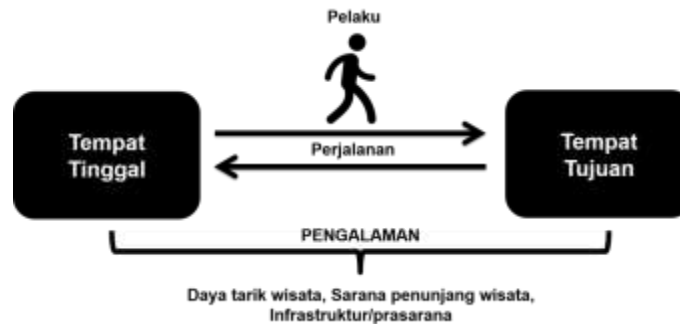 Pelaku
Tempat
Tinggal
Perjalanan
Tempat
Tujuan
PENGALAMAN
Daya tarik wisata, Sarana penunjang wisata,
Infrastruktur/prasarana